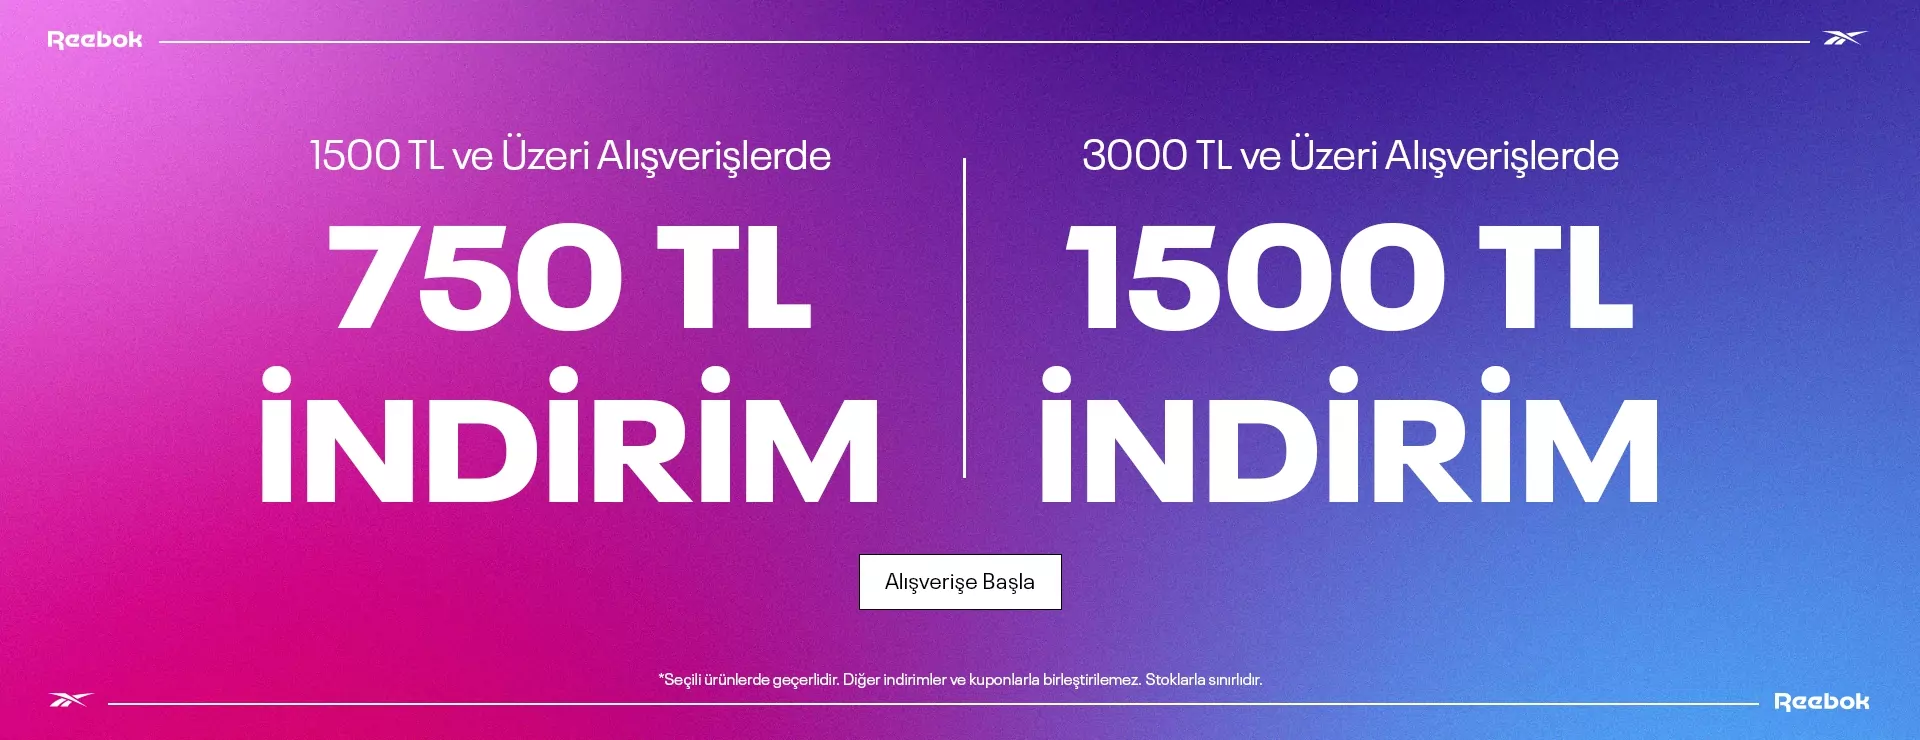 Reebok
1500 TL ve Üzeri Alışverişlerde
750 TL
İNDİRİM
3000 TL ve Üzeri Alışverişlerde
1500 TL
İNDİRİM
Alışverişe Başla
*Seçili ürünlerde geçerlidir. Diğer indirimler ve kuponlarla birleştirilemez. Stoklarla sınırlıdır.
Reebok